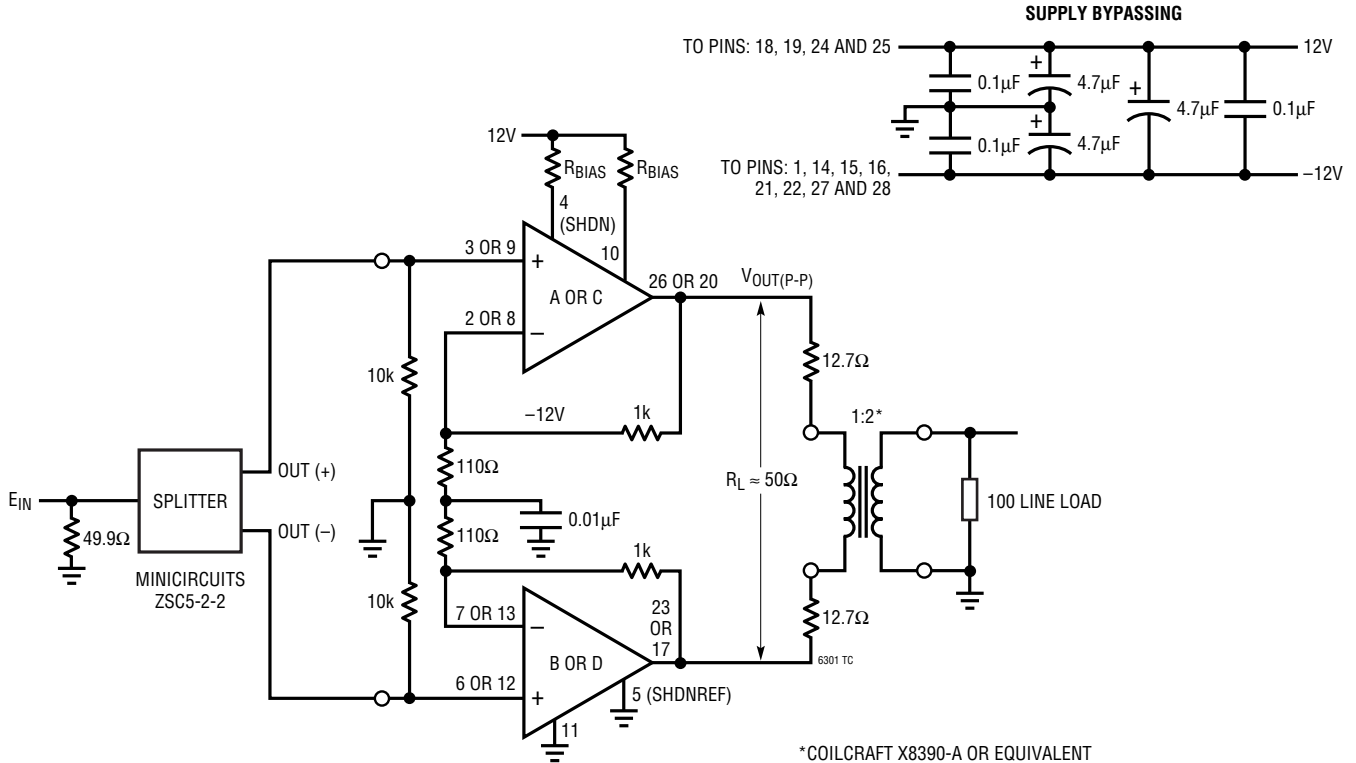 SUPPLY BYPASSING
TO PINS: 18, 19, 24 AND 25
12V
+
0.1µF
4.7µF
+
4.7µF
0.1µF
+
0.1µF
4.7µF
TO PINS: 1, 14, 15, 16,
21, 22, 27 AND 28
–12V
12V
RBIAS
RBIAS
4
(SHDN)
10
3 OR 9
+
A OR C
26 OR 20
VOUT(P-P)
2 OR 8
–
12.7Ω
10k
–12V
1k
1:2*
110Ω
OUT (+)
EIN
SPLITTER
RL ≈ 50Ω
100 LINE LOAD
0.01µF
49.9Ω
OUT (–)
110Ω
MINICIRCUITS
ZSC5-2-2
1k
10k
7 OR 13
–
23
OR
17
12.7Ω
6301 TC
B OR D
6 OR 12
+
5 (SHDNREF)
11
*COILCRAFT X8390-A OR EQUIVALENT